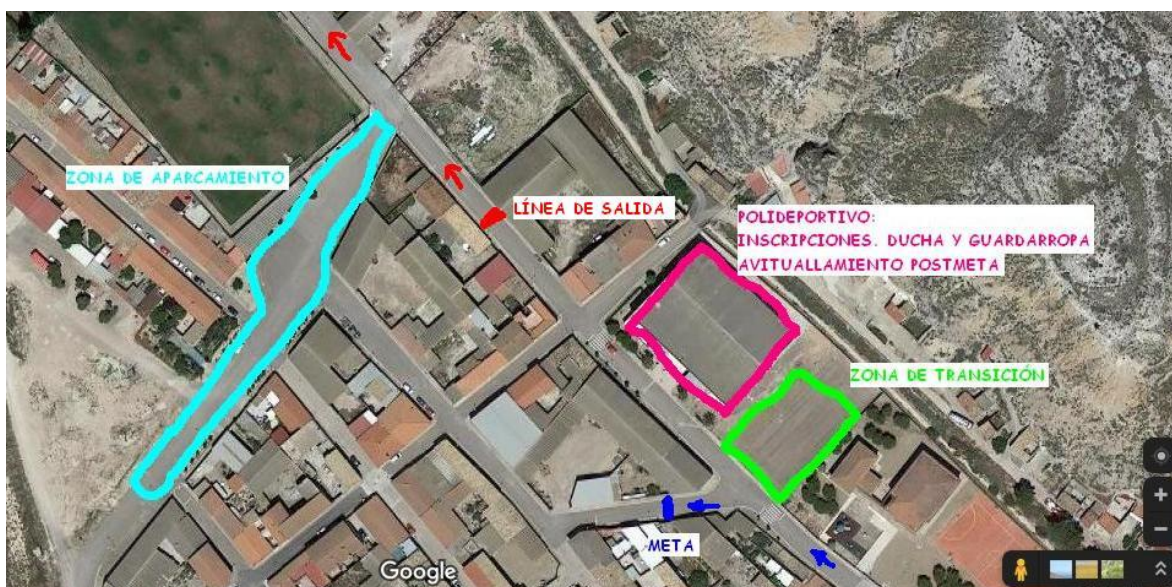 ZONA DE APARCAMIENTO
LÍNEA DE SALIDA
POLIDEPORTIVO:
INSCRIPCIONES. DUCHA Y GUARDARROPA
AVITUALLAMIENTO POSTMETA
ZONA DE TRANSICIÓN
META
Google